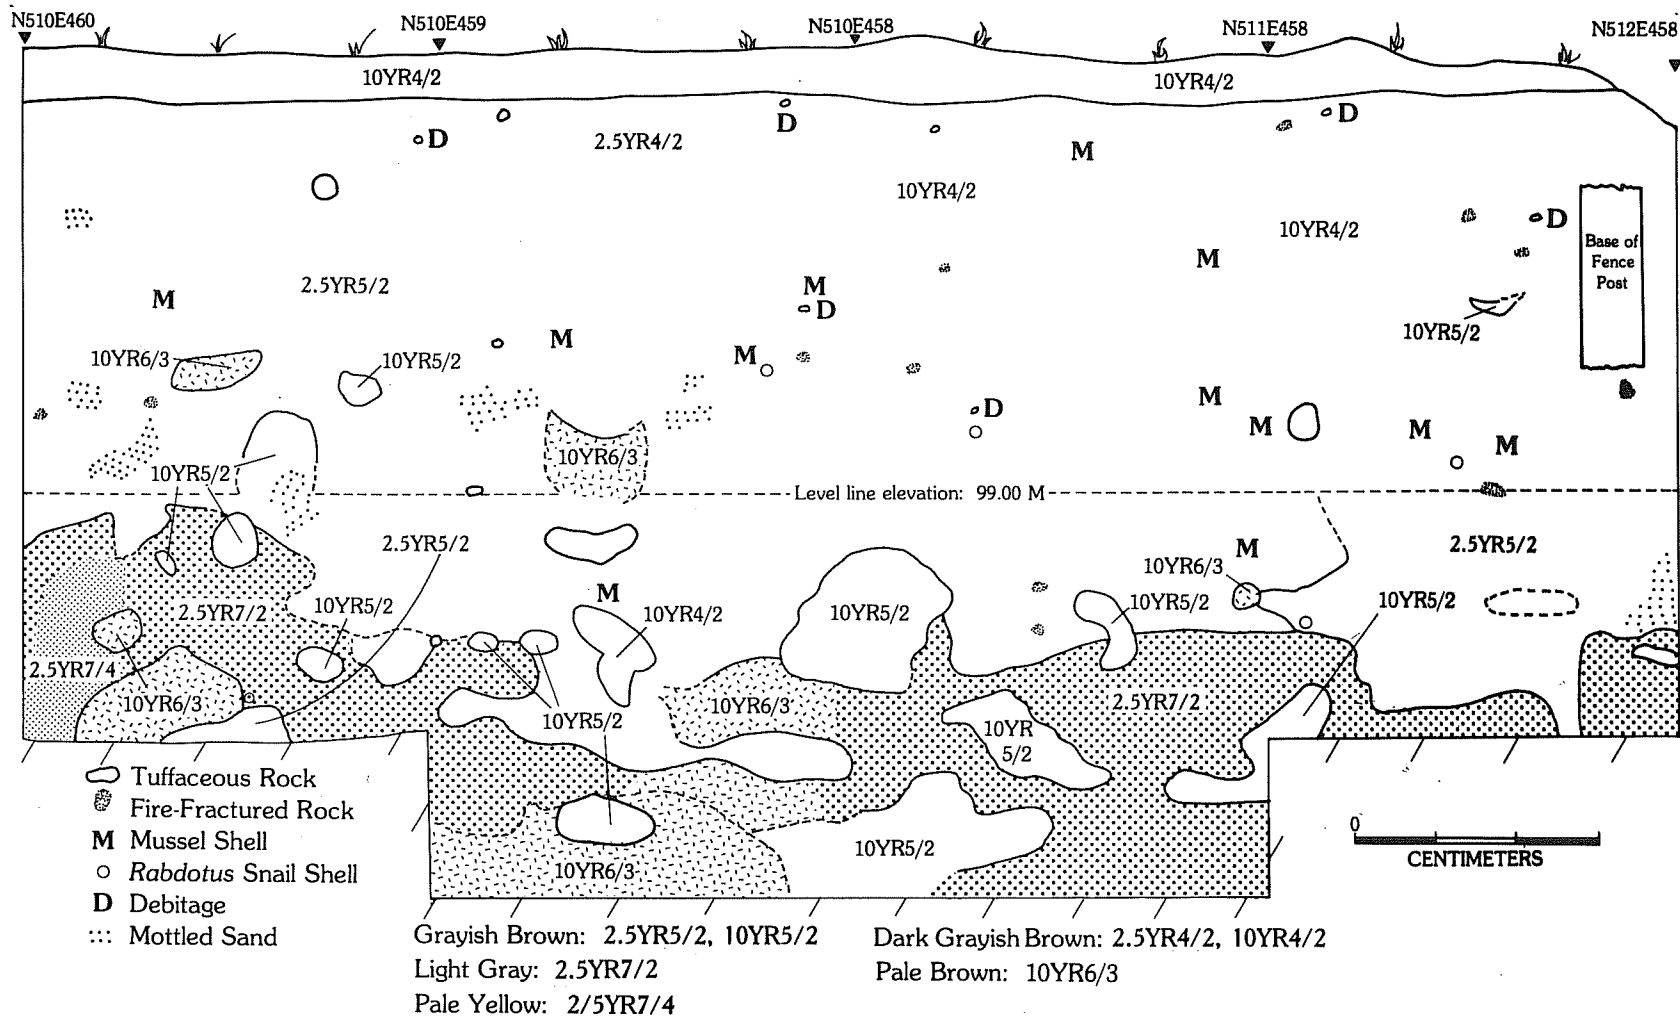 N510E460
N510E459
N510E458
N511E458
N512E458
10YR4/2
10YR4/2
D
2.5YR4/2
D
M
D
10YR4/2
10YR4/2
D
Base of
Fence
Post
M
2.5YR5/2
M
D
M
10YR5/2
10YR6/3
10YR5/2
M
M
M
D
M
M
M
10YR5/2
10YR6/3
Level line elevation: 99.00 M
2.5YR5/2
M
2.5YR5/2
10YR6/3
2.5YR7/2
10YR5/2
M
10YR4/2
10YR5/2
10YR5/2
10YR5/2
2.5YR7/4
10YR6/3
10YR5/2
10YR6/3
10YR
5/2
2.5YR7/2
Tuffaceous Rock
Fire-Fractured Rock
M Mussel Shell
Rabdotus Snail Shell
D Debitage
Mottled Sand
10YR6/3
10YR5/2
0
CENTIMETERS
Grayish Brown: 2.5YR5/2, 10YR5/2
Dark Grayish Brown: 2.5YR4/2, 10YR4/2
Light Gray: 2.5YR7/2
Pale Brown: 10YR6/3
Pale Yellow: 2/5YR7/4